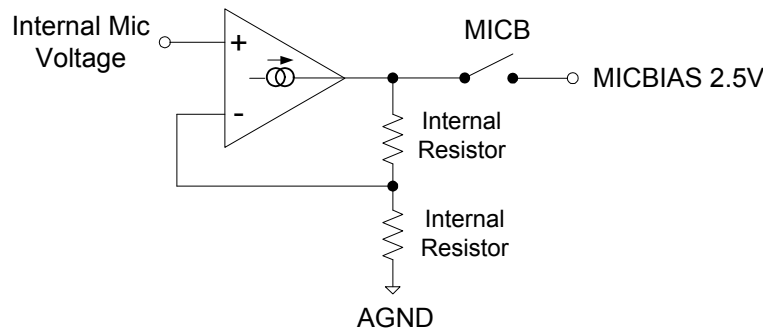 Internal Mic
Voltage
+
-
MICB
MICBIAS 2.5V
Internal
Resistor
Internal
Resistor
AGND